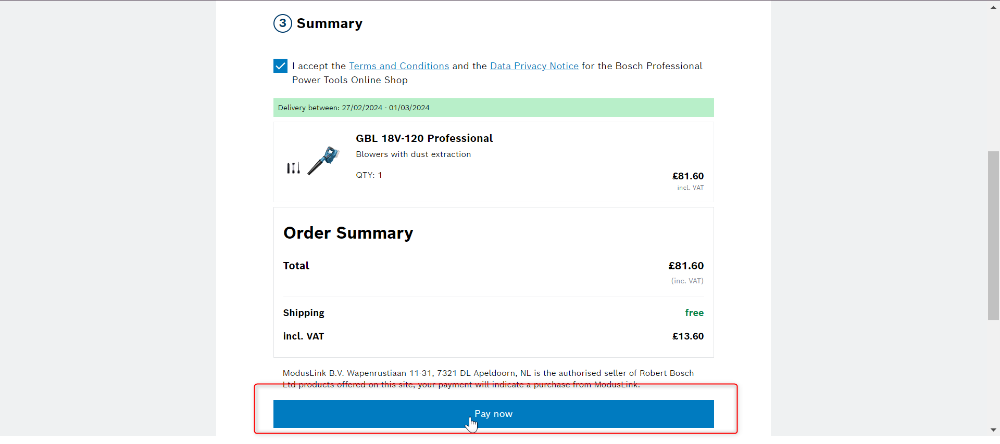 3 Summary
I accept the Terms and Conditions and the Data Privacy Notice for the Bosch Professional
Power Tools Online Shop
Delivery between: 27/02/2024 - 01/03/2024
GBL 18V-120 Professional
Blowers with dust extraction
QTY: 1
£81.60
incl. VAT
Order Summary
Total £81.60
(inc. VAT)
Shipping free
incl. VAT £13.60
ModusLink B.V. Wapenrustiaan 11-31, 7321 DL Apeldoorn, NL is the authorised seller of Robert Bosch
Ltd products offered on this site, your payment will indicate a purchase from ModusLink.
Pay now